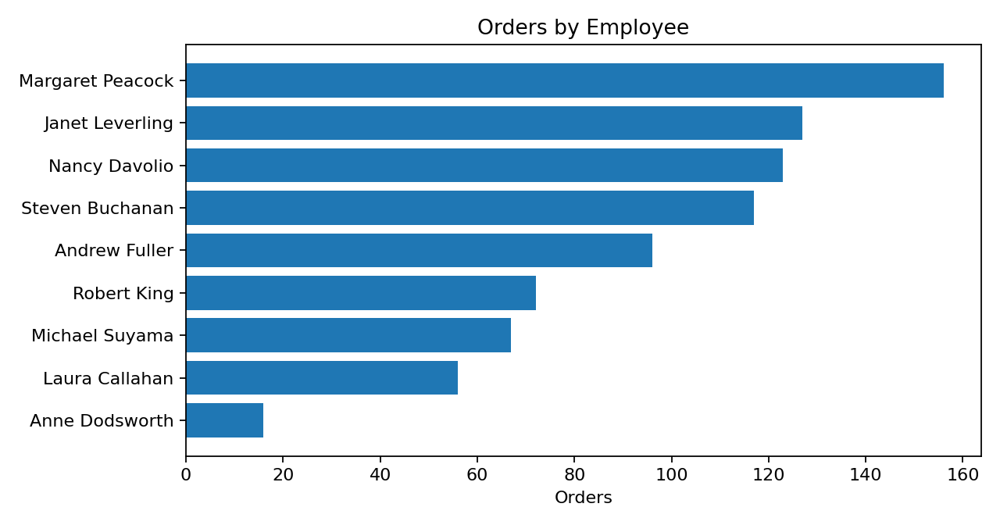 Orders by Employee
Margaret Peacock
Janet Leverling
Nancy Davolio
Steven Buchanan
Andrew Fuller
Robert King
Michael Suyama
Laura Callahan
Anne Dodsworth
0 20 40 60 80 100 120 140 160
Orders